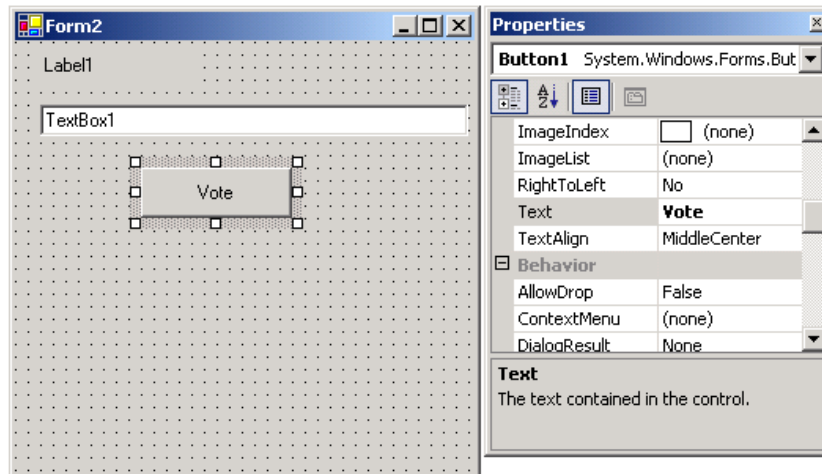 Form2
Label1
TextBox1
Vote
Properties
Button1 System.Windows.Forms.But
A
Z
ImageIndex (none)
ImageList (none)
RightToLeft No
Text Vote
TextAlign MiddleCenter
Behavior
AllowDrop False
ContextMenu (none)
DialogResult None
Text
The text contained in the control.